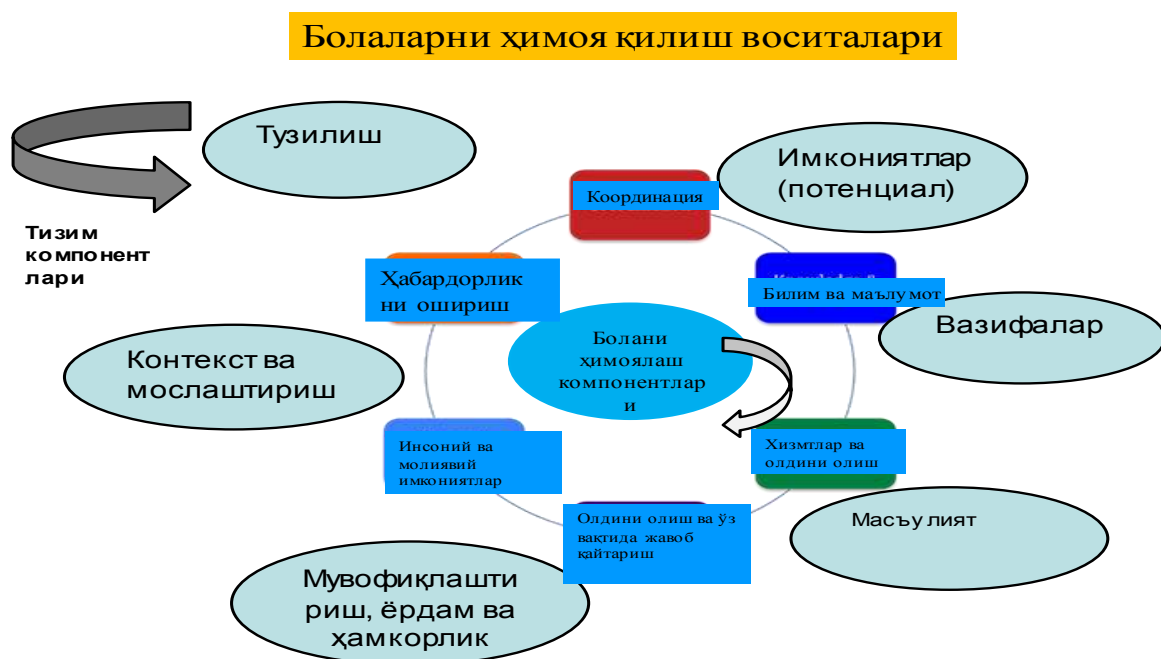 Болаларни ҳимоя қилиш воситалари
Тузилиш
Имкониятлар
(потенциал)
Координация
Тизим
компонент
лари
Ҳабардорлик
ни ошириш
Билим ва маълумот
Вазифалар
Болани
ҳимоялаш
компонентлар
и
Контекст ва
мослаштириш
Инсоний ва
молиявий
имкониятлар
Хизмтлар ва
олдини олиш
Олдини олиш ва ўз
вақтида жавоб
қайтариш
Масъулият
Мувофиқлашти
риш, ёрдам ва
ҳамкорлик